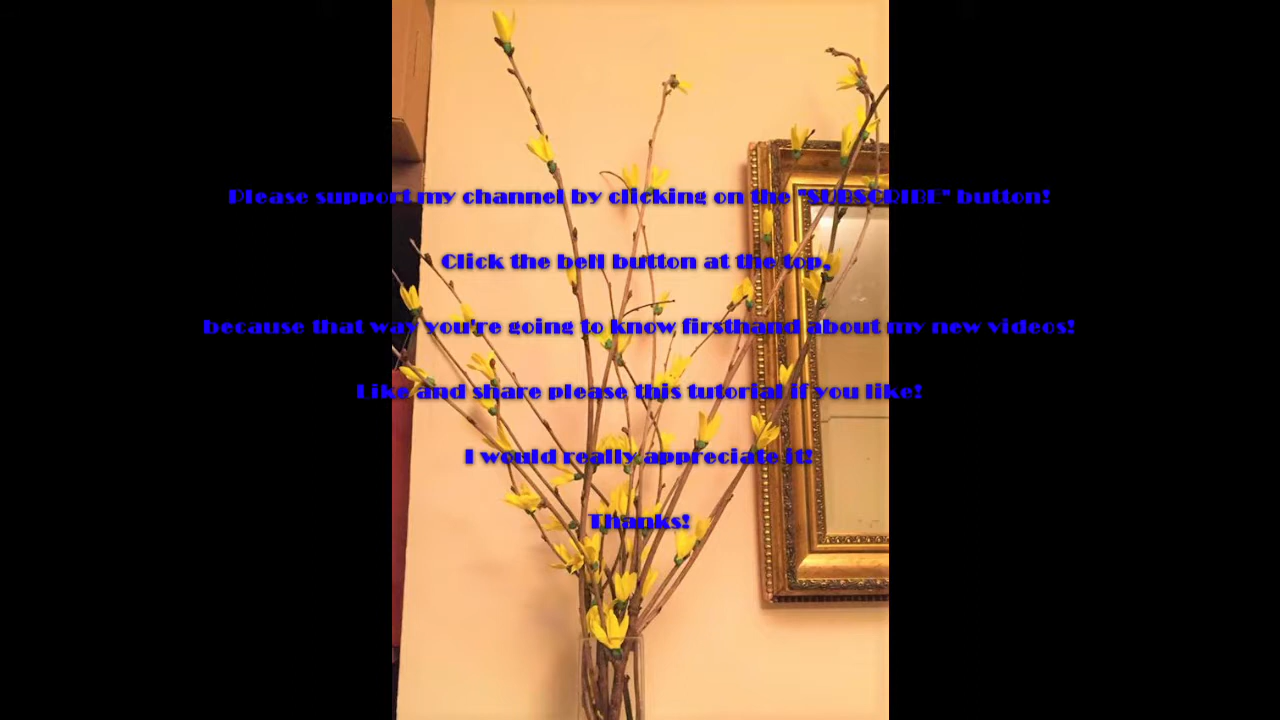 Please support my channel by clicking on the "SUBSCRIBE" button!
Click the bell button at the top,
because that way you're going to know firsthand about my new videos!
Like and share please this tutorial if you like!
I would really appreciate it!
Thanks!